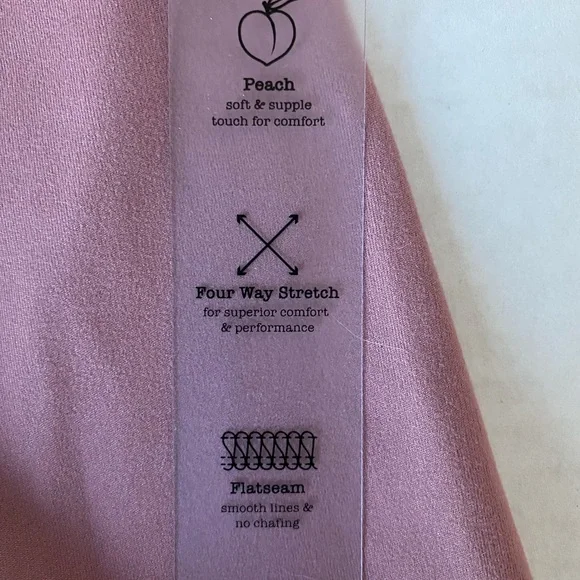 Peach
soft & supple
touch for comfort
Four Way Stretch
for superior comfort
& performance
Flatseam
smooth lines &
no chafing